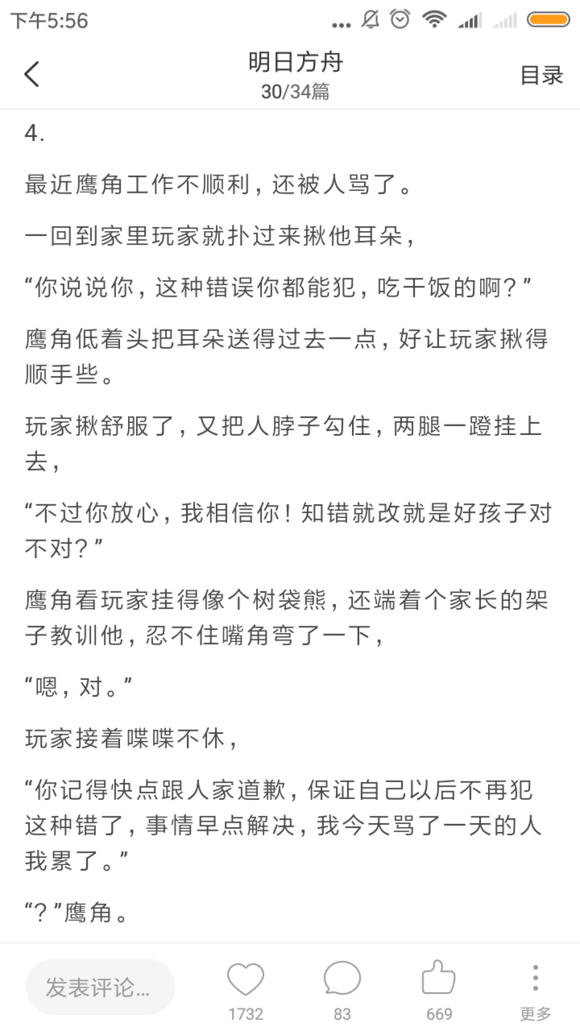 下午5:56
明日方舟
30/34篇
目录
4.
最近鹰角工作不顺利，还被人骂了。
一回到家里玩家就扑过来揪他耳朵，
“你说说你，这种错误你都能犯，吃干饭的啊？”
鹰角低着头把耳朵送得过去一点，好让玩家揪得
顺手些。
玩家揪舒服了，又把人脖子勾住，两腿一蹬挂上
去，
“不过你放心，我相信你！知错就改就是好孩子对
不对？”
鹰角看玩家挂得像个树袋熊，还端着个家长的架
子教训他，忍不住嘴角弯了一下，
“嗯，对。”
玩家接着喋喋不休，
“你记得快点跟人家道歉，保证自己以后不再犯
这种错了，事情早点解决，我今天骂了一天的人
我累了。”
“？”鹰角。
发表评论...
1732
83
669
更多